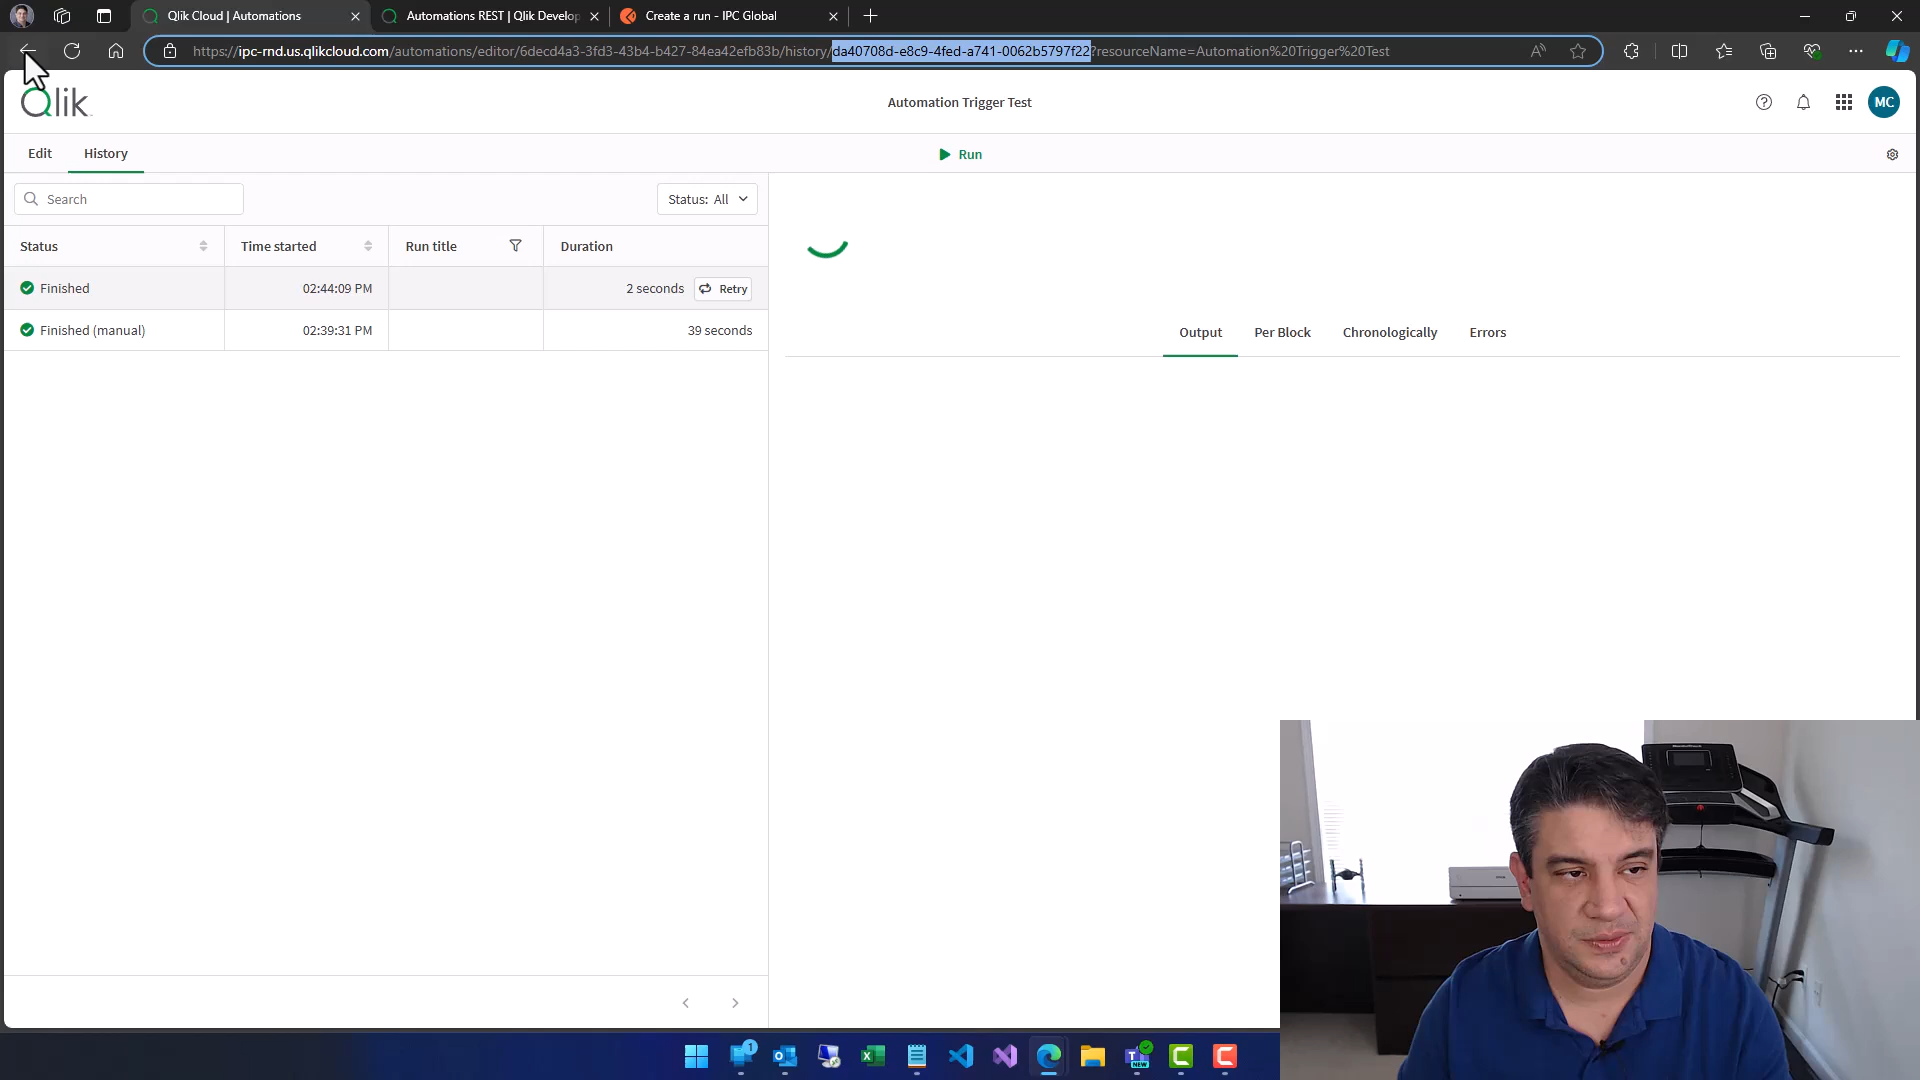 Qlik Cloud | Automations
Automations REST | Qlik Develop
Create a run - IPC Global
https://ipc-rnd.us.qlikcloud.com/automations/editor/6decd4a3-3fd3-43b4-b427-84ea42efb83b/history/da40708d-e8c9-4fed-a741-0062b5797f22?resourceName=Automation%20Trigger%20Test
Qlik
Automation Trigger Test
MC
Edit
History
Run
Search
Status: All
Status
Time started
Run title
Duration
Finished
02:44:09 PM
2 seconds
Retry
Finished (manual)
02:39:31 PM
39 seconds
Output
Per Block
Chronologically
Errors
1
NEW